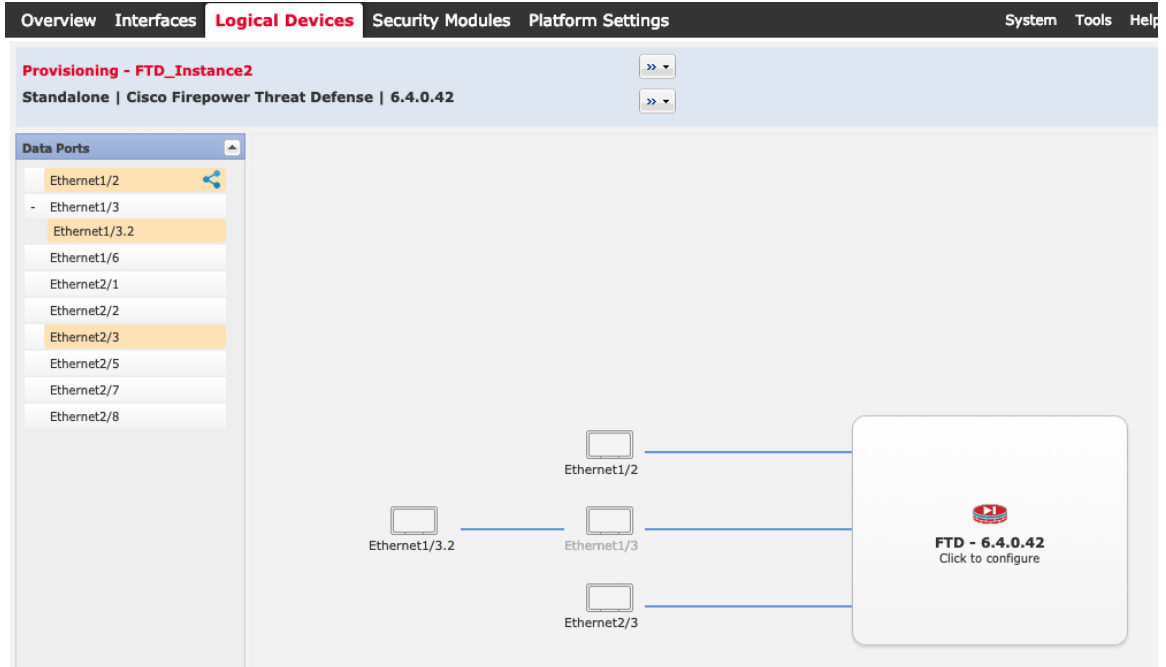 Overview Interfaces Logical Devices Security Modules Platform Settings System Tools Help
Provisioning - FTD_Instance2
Standalone | Cisco Firepower Threat Defense | 6.4.0.42
Data Ports
Ethernet1/2
- Ethernet1/3
Ethernet1/3.2
Ethernet1/6
Ethernet2/1
Ethernet2/2
Ethernet2/3
Ethernet2/5
Ethernet2/7
Ethernet2/8
Ethernet1/2
Ethernet1/3.2
Ethernet1/3
Ethernet2/3
FTD - 6.4.0.42
Click to configure